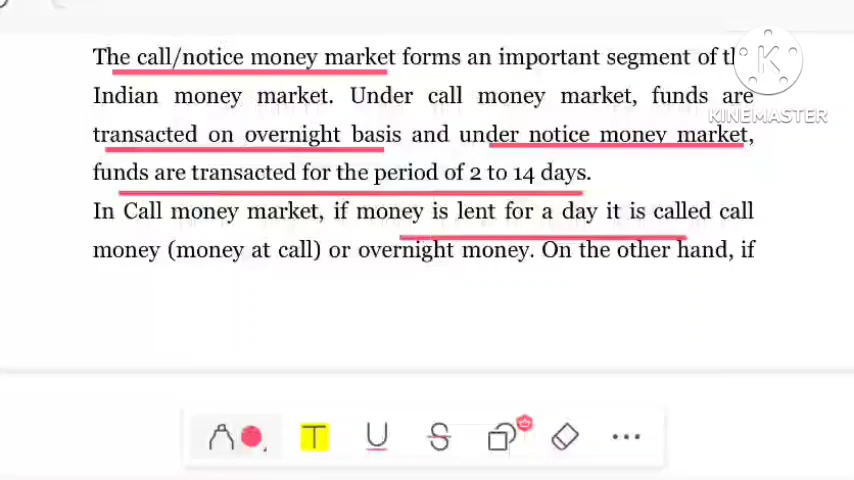 The call/notice money market forms an important segment of th
Indian money market. Under call money market, funds are
transacted on overnight basis and under notice money market,
funds are transacted for the period of 2 to 14 days.
In Call money market, if money is lent for a day it is called call
money (money at call) or overnight money. On the other hand, if
K
KINEMASTER
T
U
S